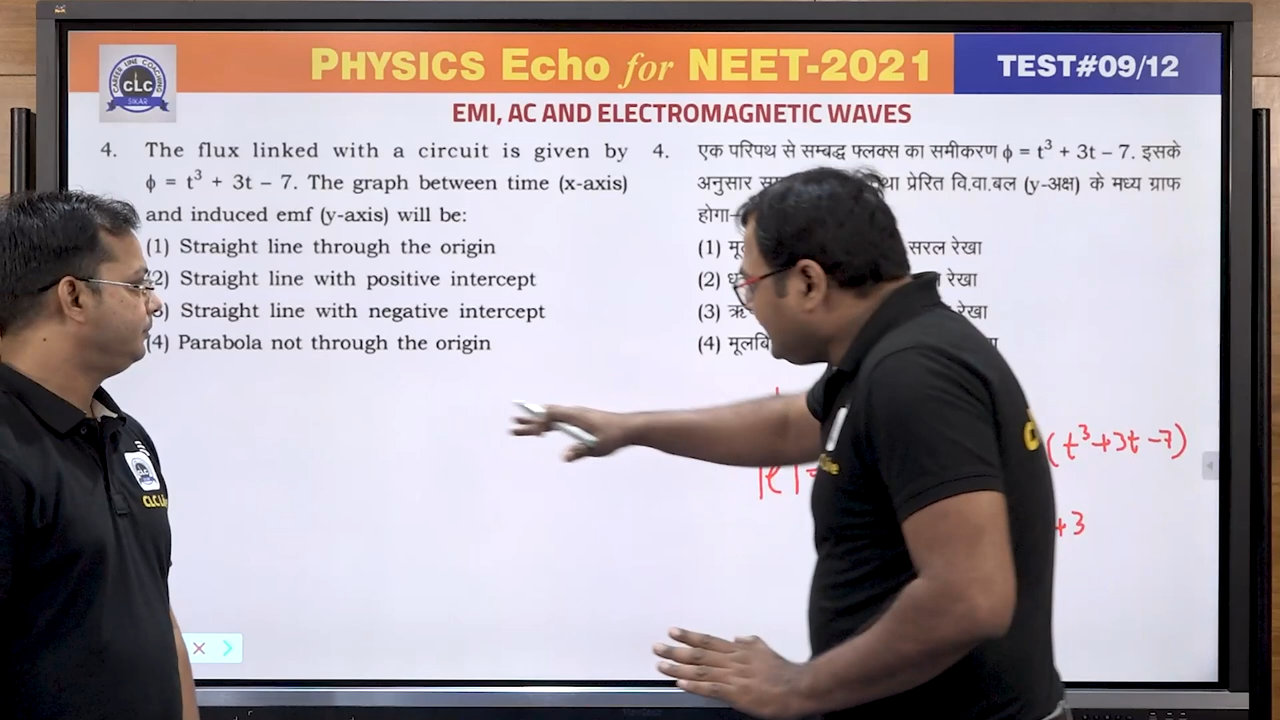 PHYSICS Echo for NEET-2021
TEST#09/12
CAREER LINE COACHING
CLC
SIKAR
EMI, AC AND ELECTROMAGNETIC WAVES
4. The flux linked with a circuit is given by
ϕ = t³ + 3t – 7. The graph between time (x-axis)
and induced emf (y-axis) will be:
(1) Straight line through the origin
2) Straight line with positive intercept
3) Straight line with negative intercept
(4) Parabola not through the origin
4. एक परिपथ से सम्बद्ध फ्लक्स का समीकरण ϕ = t³ + 3t – 7. इसके
अनुसार प्रेरित वि.वा.बल (y-अक्ष) के मध्य ग्राफ
होगा–
(1) सरल रेखा
(2) रेखा
(3) रेखा
(4)
(t³+3t-7)
|e| =
+3
CLC